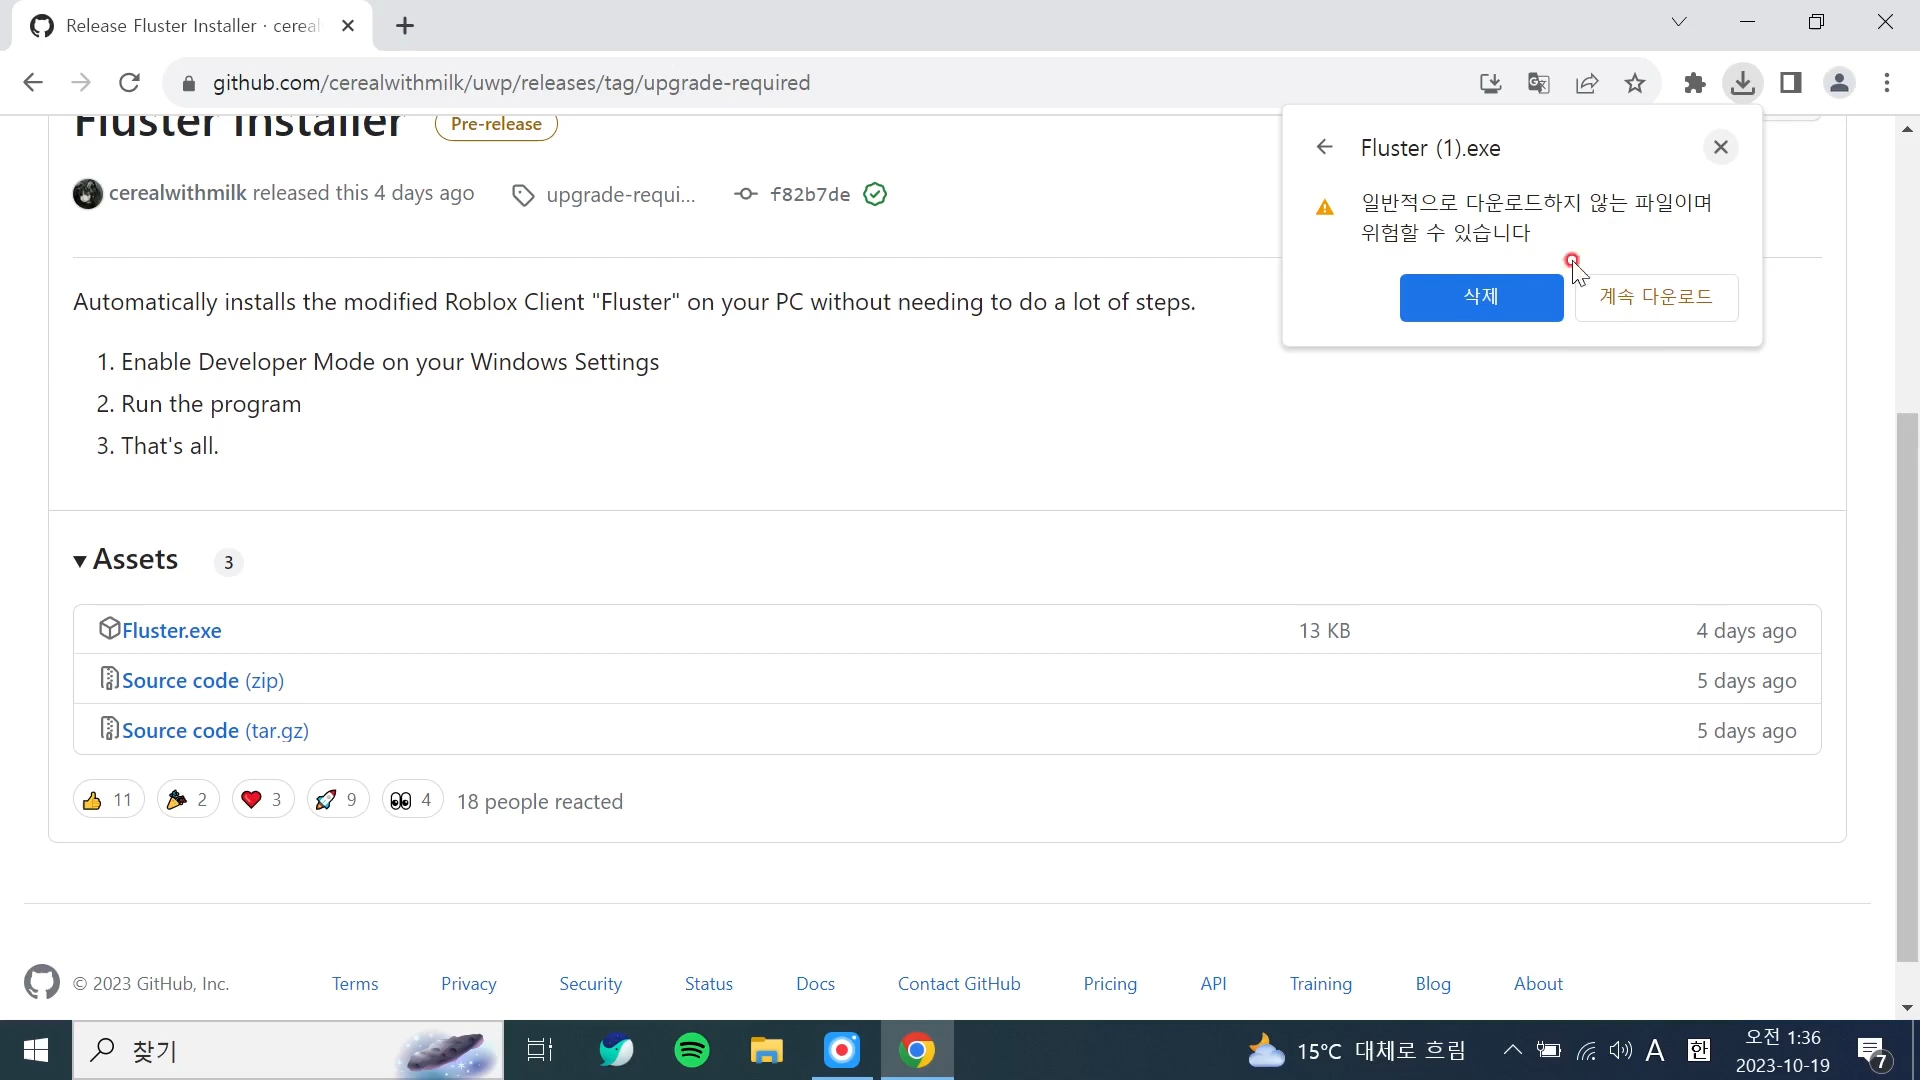 Release Fluster Installer · cereal
github.com/cerealwithmilk/uwp/releases/tag/upgrade-required
Fluster Installer
Pre-release
cerealwithmilk released this 4 days ago
upgrade-requi...
f82b7de
Fluster (1).exe
일반적으로 다운로드하지 않는 파일이며
위험할 수 있습니다
삭제
계속 다운로드
Automatically installs the modified Roblox Client "Fluster" on your PC without needing to do a lot of steps.
1. Enable Developer Mode on your Windows Settings
2. Run the program
3. That's all.
Assets 3
Fluster.exe 13 KB 4 days ago
Source code (zip) 5 days ago
Source code (tar.gz) 5 days ago
11 2 3 9 4 18 people reacted
© 2023 GitHub, Inc. Terms Privacy Security Status Docs Contact GitHub Pricing API Training Blog About
찾기
15°C 대체로 흐림
A 한
오전 1:36
2023-10-19
7